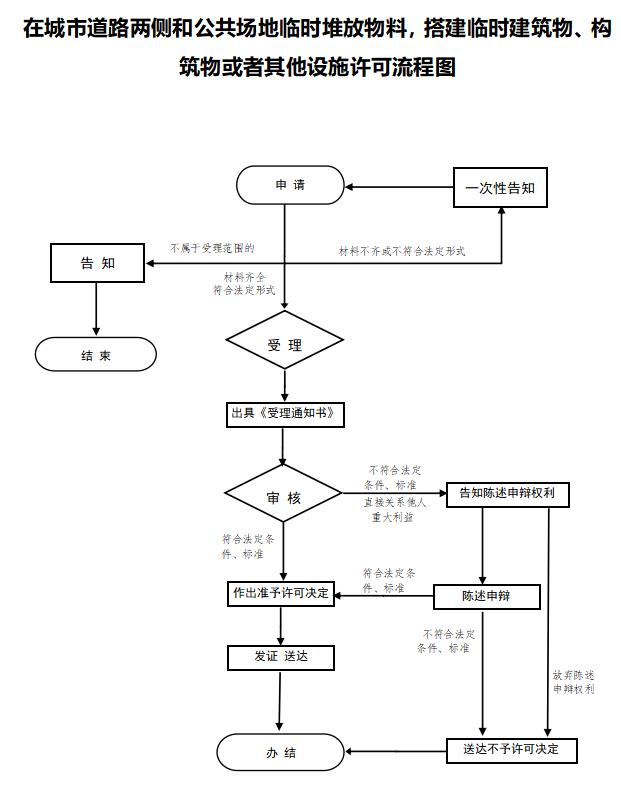 在城市道路两侧和公共场地临时堆放物料，搭建临时建筑物、构
筑物或者其他设施许可流程图
申 请
一次性告知
不属于受理范围的
材料不齐或不符合法定形式
告 知
材料齐全
符合法定形式
结 束
受 理
出具《受理通知书》
审 核
不符合法定
条件、标准
直接关系他人
重大利益
告知陈述申辩权利
符合法定条
件、标准
作出准予许可决定
符合法定条
件、标准
陈述申辩
发证 送达
不符合法定
条件、标准
放弃陈述
申辩权利
办 结
送达不予许可决定